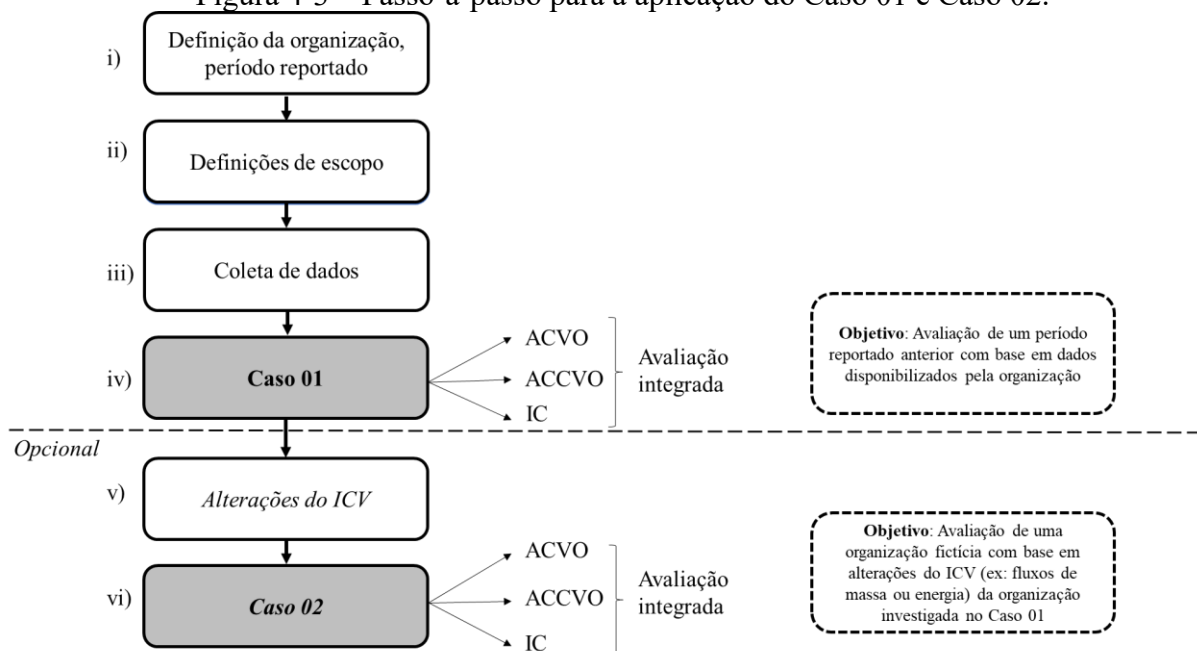 Figura 4-3 – Passo-a-passo para a aplicação do Caso 01 e Caso 02.
i)
Definição da organização,
período reportado
ii)
Definições de escopo
iii)
Coleta de dados
iv)
Caso 01
ACVO
ACCVO
IC
Avaliação
integrada
Objetivo: Avaliação de um período
reportado anterior com base em dados
disponibilizados pela organização
Opcional
v)
Alterações do ICV
vi)
Caso 02
ACVO
ACCVO
IC
Avaliação
integrada
Objetivo: Avaliação de uma
organização fictícia com base em
alterações do ICV (ex: fluxos de
massa ou energia) da organização
investigada no Caso 01